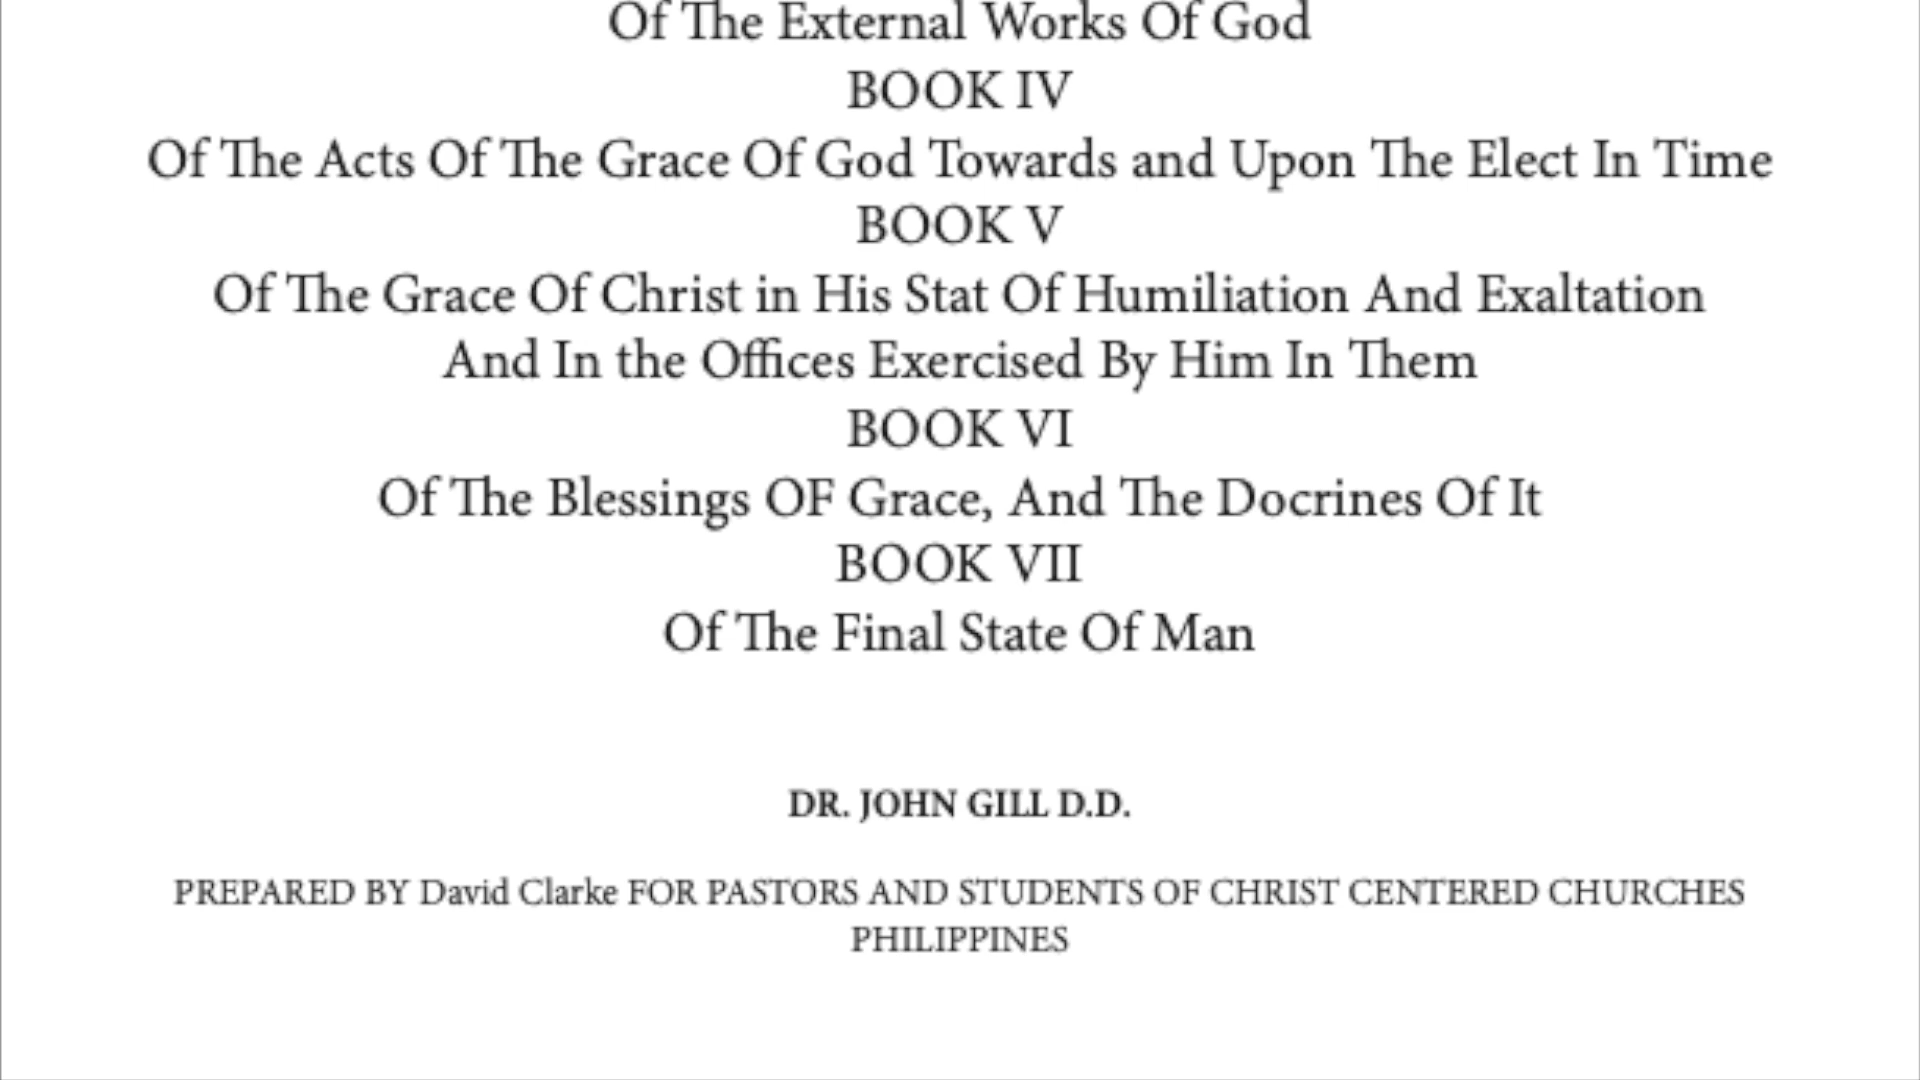 Of The External Works Of God
BOOK IV
Of The Acts Of The Grace Of God Towards and Upon The Elect In Time
BOOK V
Of The Grace Of Christ in His Stat Of Humiliation And Exaltation
And In the Offices Exercised By Him In Them
BOOK VI
Of The Blessings OF Grace, And The Docrines Of It
BOOK VII
Of The Final State Of Man
DR. JOHN GILL D.D.
PREPARED BY David Clarke FOR PASTORS AND STUDENTS OF CHRIST CENTERED CHURCHES
PHILIPPINES